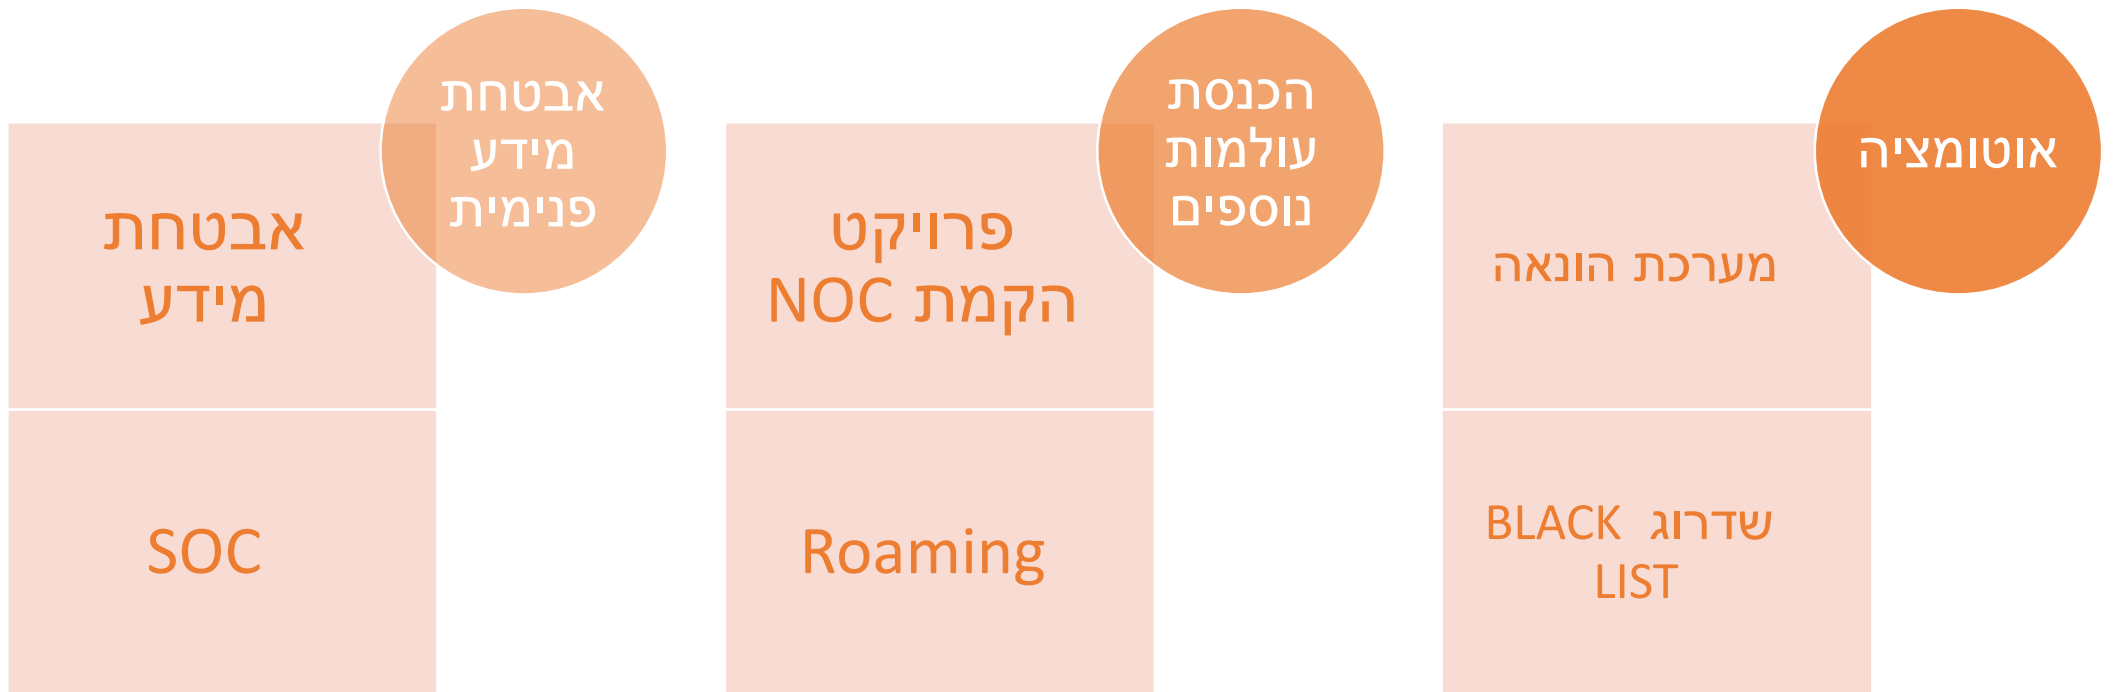 אוטומציה
מערכת הונאה
שדרוג BLACK
LIST
הכנסת
עולמות
נוספים
פרויקט
הקמת NOC
Roaming
אבטחת
מידע
פנימית
אבטחת
מידע
SOC